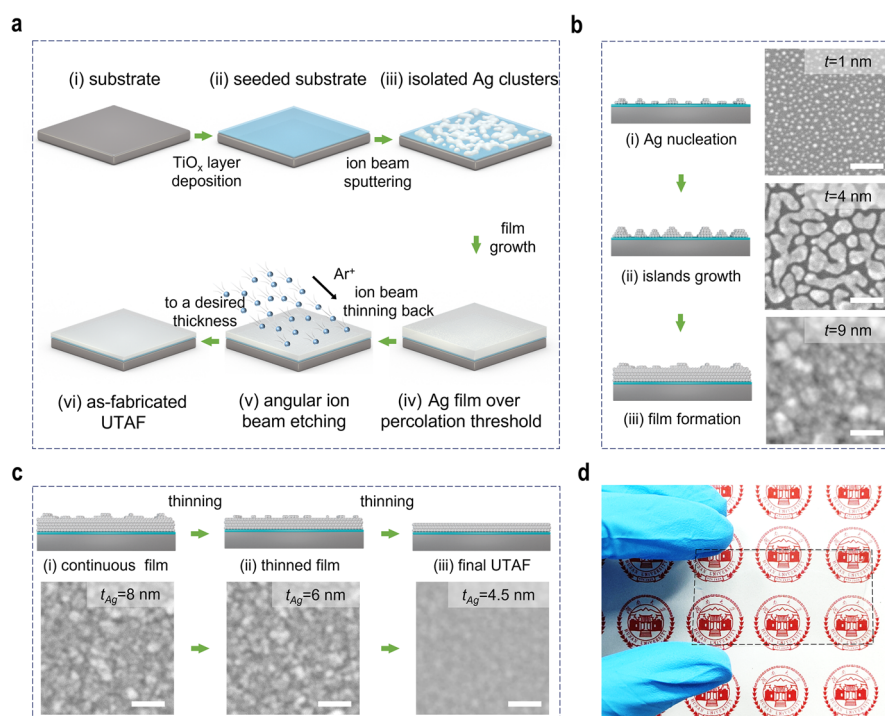 a
(i) substrate
(ii) seeded substrate
(iii) isolated Ag clusters
TiOₓ layer
deposition
ion beam
sputtering
film
growth
Ar⁺
to a desired
thickness
ion beam
thinning back
(vi) as-fabricated
UTAF
(v) angular ion
beam etching
(iv) Ag film over
percolation threshold
b
t=1 nm
(i) Ag nucleation
t=4 nm
(ii) islands growth
t=9 nm
(iii) film formation
c
thinning
thinning
(i) continuous film
(ii) thinned film
(iii) final UTAF
t_Ag=8 nm
t_Ag=6 nm
t_Ag=4.5 nm
d